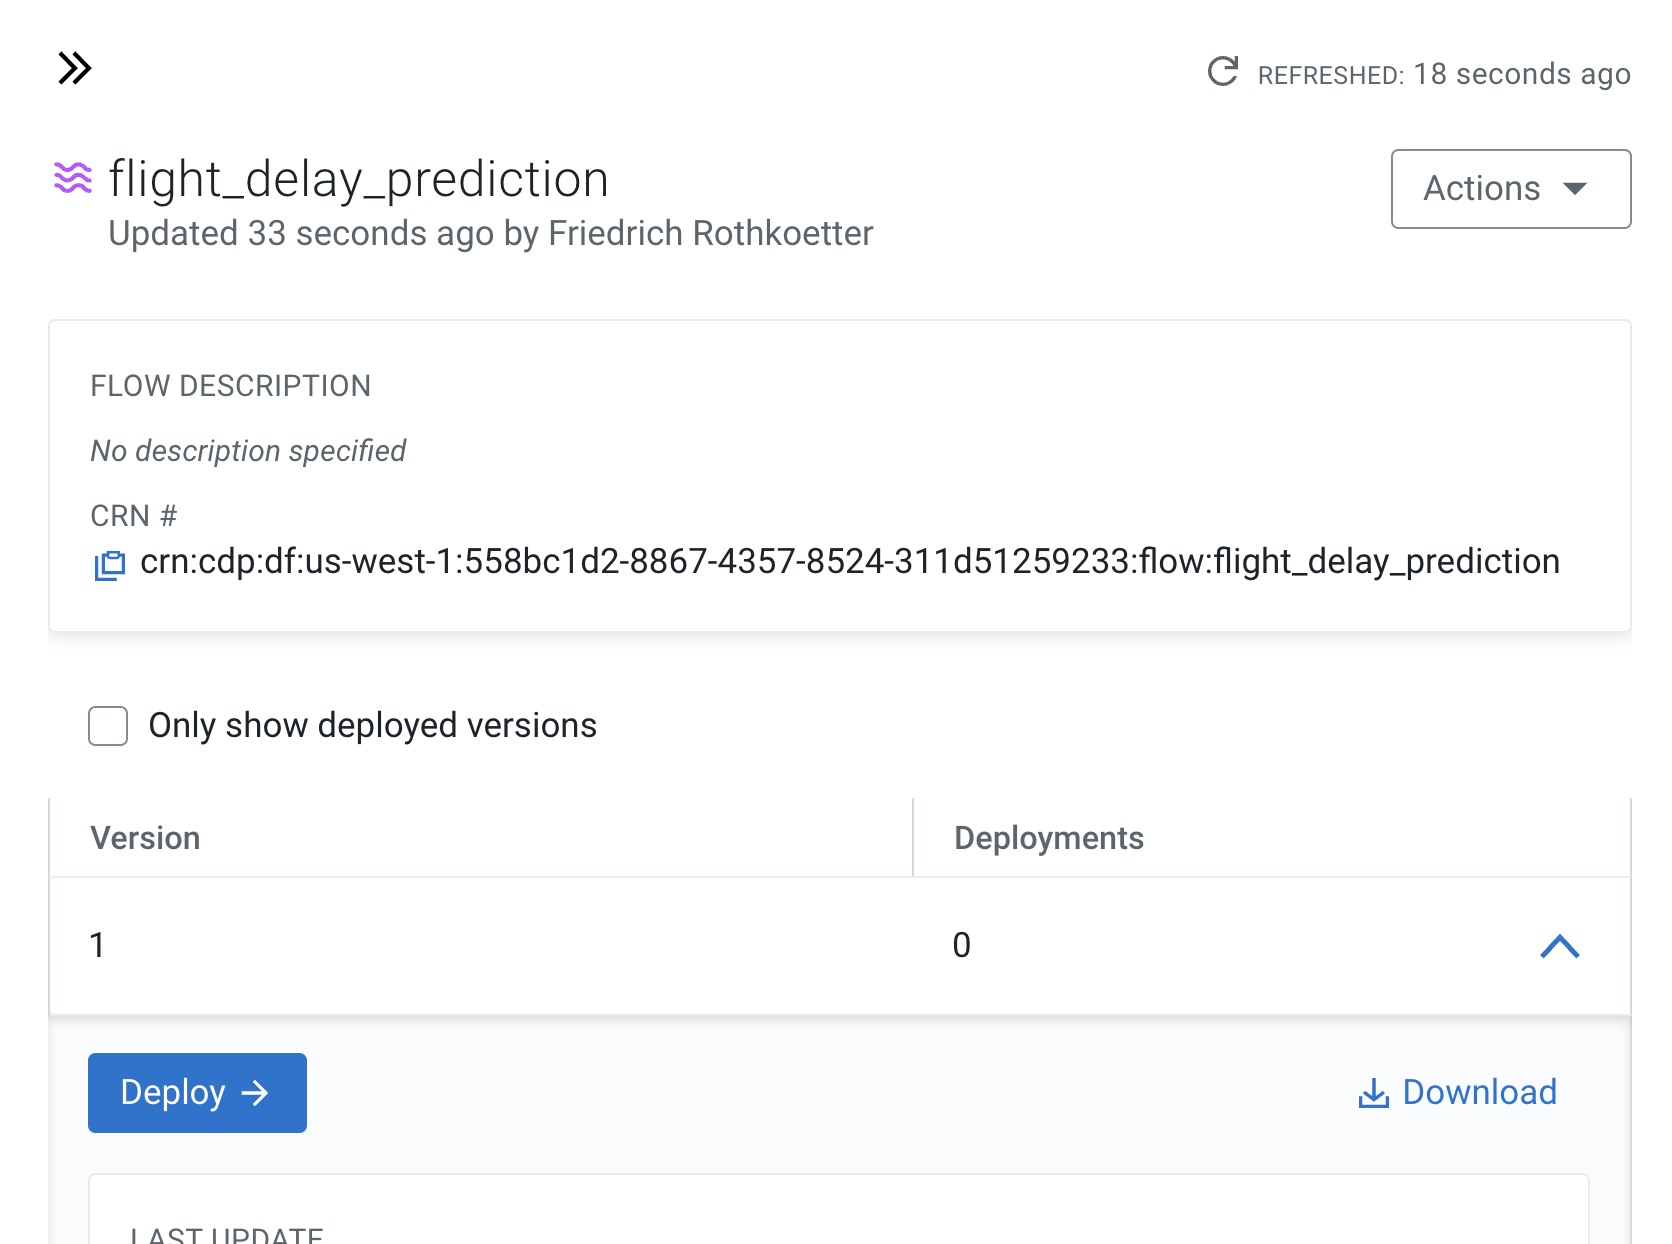 REFRESHED: 18 seconds ago
flight_delay_prediction
Actions
Updated 33 seconds ago by Friedrich Rothkoetter
FLOW DESCRIPTION
No description specified
CRN #
crn:cdp:df:us-west-1:558bc1d2-8867-4357-8524-311d51259233:flow:flight_delay_prediction
Only show deployed versions
Version Deployments
1 0
Deploy Download
LAST UPDATE